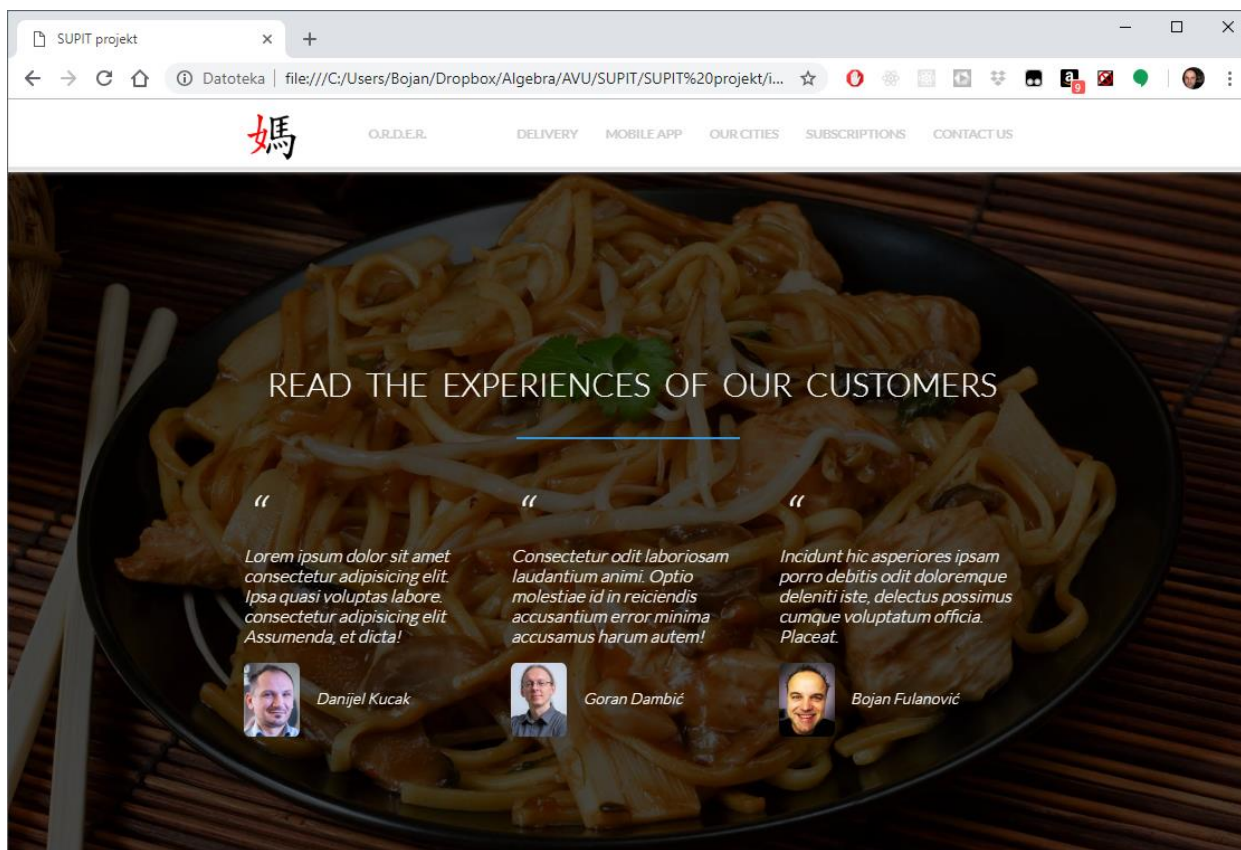 SUPIT projekt
Datoteka file:///C:/Users/Bojan/Dropbox/Algebra/AVU/SUPIT/SUPIT%20projekt/i...
a
9
媽
O.R.D.E.R. DELIVERY MOBILE APP OUR CITIES SUBSCRIPTIONS CONTACT US
READ THE EXPERIENCES OF OUR CUSTOMERS
“
Lorem ipsum dolor sit amet
consectetur adipisicing elit.
Ipsa quasi voluptas labore.
consectetur adipisicing elit
Assumenda, et dicta!
Danijel Kucak
“
Consectetur odit laboriosam
laudantium animi. Optio
molestiae id in reiciendis
accusantium error minima
accusamus harum autem!
Goran Dambić
“
Incidunt hic asperiores ipsam
porro debitis odit doloremque
deleniti iste, delectus possimus
cumque voluptatum officia.
Placeat.
Bojan Fulanović